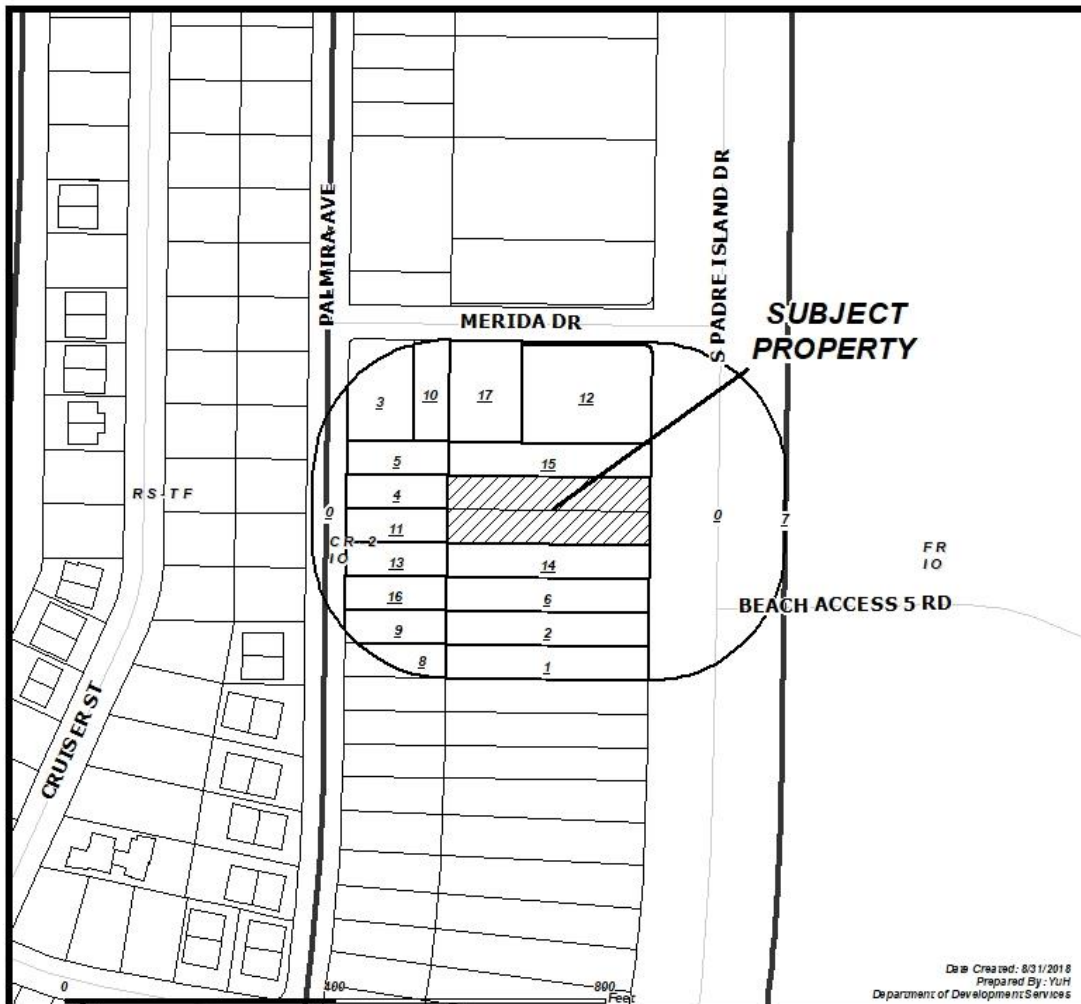 PALMIRA AVE
S PADRE ISLAND DR
MERIDA DR
SUBJECT
PROPERTY
3
10
17
12
5
15
4
RS-TF
0
11
0
7
CR-2
IO
13
14
FR
IO
16
6
BEACH ACCESS 5 RD
9
2
8
1
CRUISER ST
0
400
800
Feet
Date Created: 8/31/2018
Prepared By: YuH
Department of Development Services